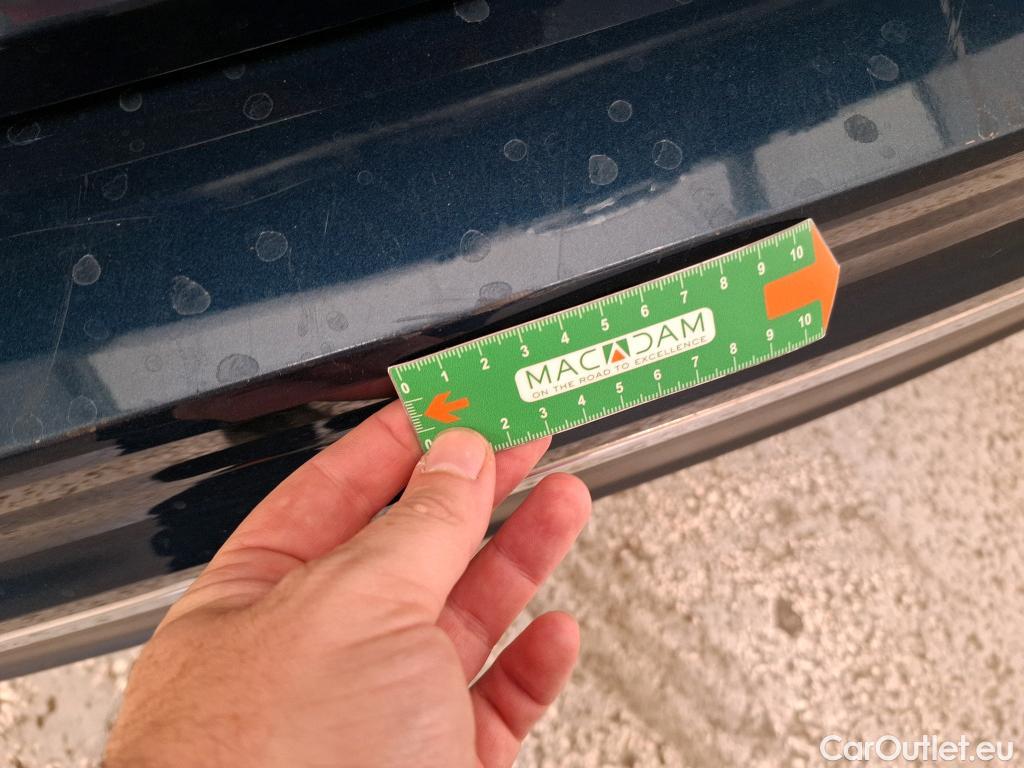 0 1 2 3 4 5 6 7 8 9 10
MACADAM
ON THE ROAD TO EXCELLENCE
0 2 3 4 5 6 7 8 9 10
CarOutlet.eu